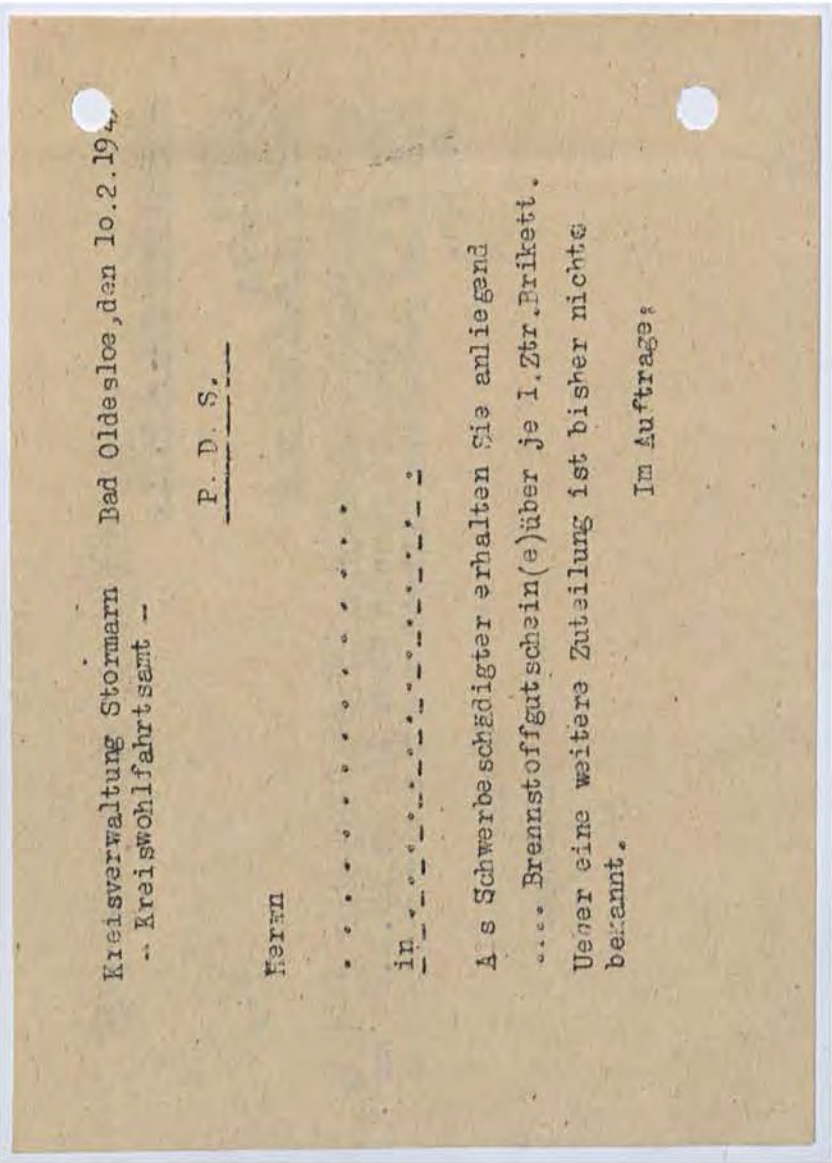 Kreisverwaltung Stormarn Bad Oldesloe,den 10.2.194
- Kreiswohlfahrtsamt -
P. D. S.
Herrn
. . . . . . . . . . . . . .
in . . . . . . . . . . . .
A s Schwerbeschädigter erhalten Sie anliegend
.... Brennstoffgutschein(e)über je 1.Ztr.Brikett.
Ueber eine weitere Zuteilung ist bisher nichts
bekannt.
Im Auftrage: